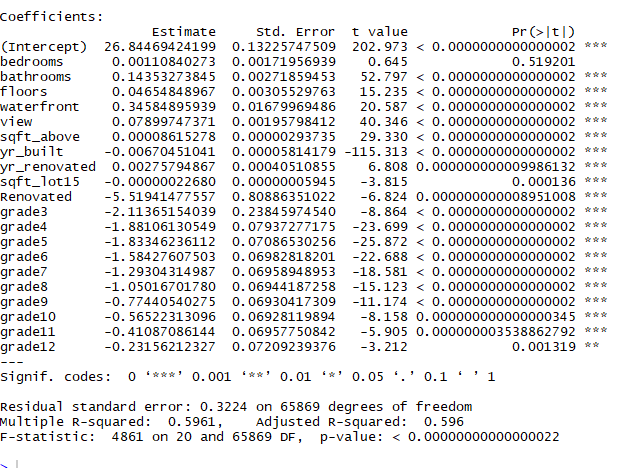 Coefficients:
Estimate Std. Error t value Pr(>|t|)
(Intercept) 26.84469424199 0.13225747509 202.973 < 0.0000000000000002 ***
bedrooms 0.00110840273 0.00171956939 0.645 0.519201
bathrooms 0.14353273845 0.00271859453 52.797 < 0.0000000000000002 ***
floors 0.04654848967 0.00305529763 15.235 < 0.0000000000000002 ***
waterfront 0.34584895939 0.01679969486 20.587 < 0.0000000000000002 ***
view 0.07899747371 0.00195798412 40.346 < 0.0000000000000002 ***
sqft_above 0.00008615278 0.00000293735 29.330 < 0.0000000000000002 ***
yr_built -0.00670451041 0.00005814179 -115.313 < 0.0000000000000002 ***
yr_renovated 0.00275794867 0.00040510855 6.808 0.000000000009986132 ***
sqft_lot15 -0.00000022680 0.00000005945 -3.815 0.000136 ***
Renovated -5.51941477557 0.80886351022 -6.824 0.000000000008951008 ***
grade3 -2.11365154039 0.23845974540 -8.864 < 0.0000000000000002 ***
grade4 -1.88106130549 0.07937277175 -23.699 < 0.0000000000000002 ***
grade5 -1.83346236112 0.07086530256 -25.872 < 0.0000000000000002 ***
grade6 -1.58427607503 0.06982818201 -22.688 < 0.0000000000000002 ***
grade7 -1.29304314987 0.06958948953 -18.581 < 0.0000000000000002 ***
grade8 -1.05016701780 0.06944187258 -15.123 < 0.0000000000000002 ***
grade9 -0.77440540275 0.06930417309 -11.174 < 0.0000000000000002 ***
grade10 -0.56522313096 0.06928119894 -8.158 0.000000000000000345 ***
grade11 -0.41087086144 0.06957750842 -5.905 0.000000003538862792 ***
grade12 -0.23156212327 0.07209239376 -3.212 0.001319 **
---
Signif. codes: 0 ‘***’ 0.001 ‘**’ 0.01 ‘*’ 0.05 ‘.’ 0.1 ‘ ’ 1
Residual standard error: 0.3224 on 65869 degrees of freedom
Multiple R-squared: 0.5961, Adjusted R-squared: 0.596
F-statistic: 4861 on 20 and 65869 DF, p-value: < 0.00000000000000022
>